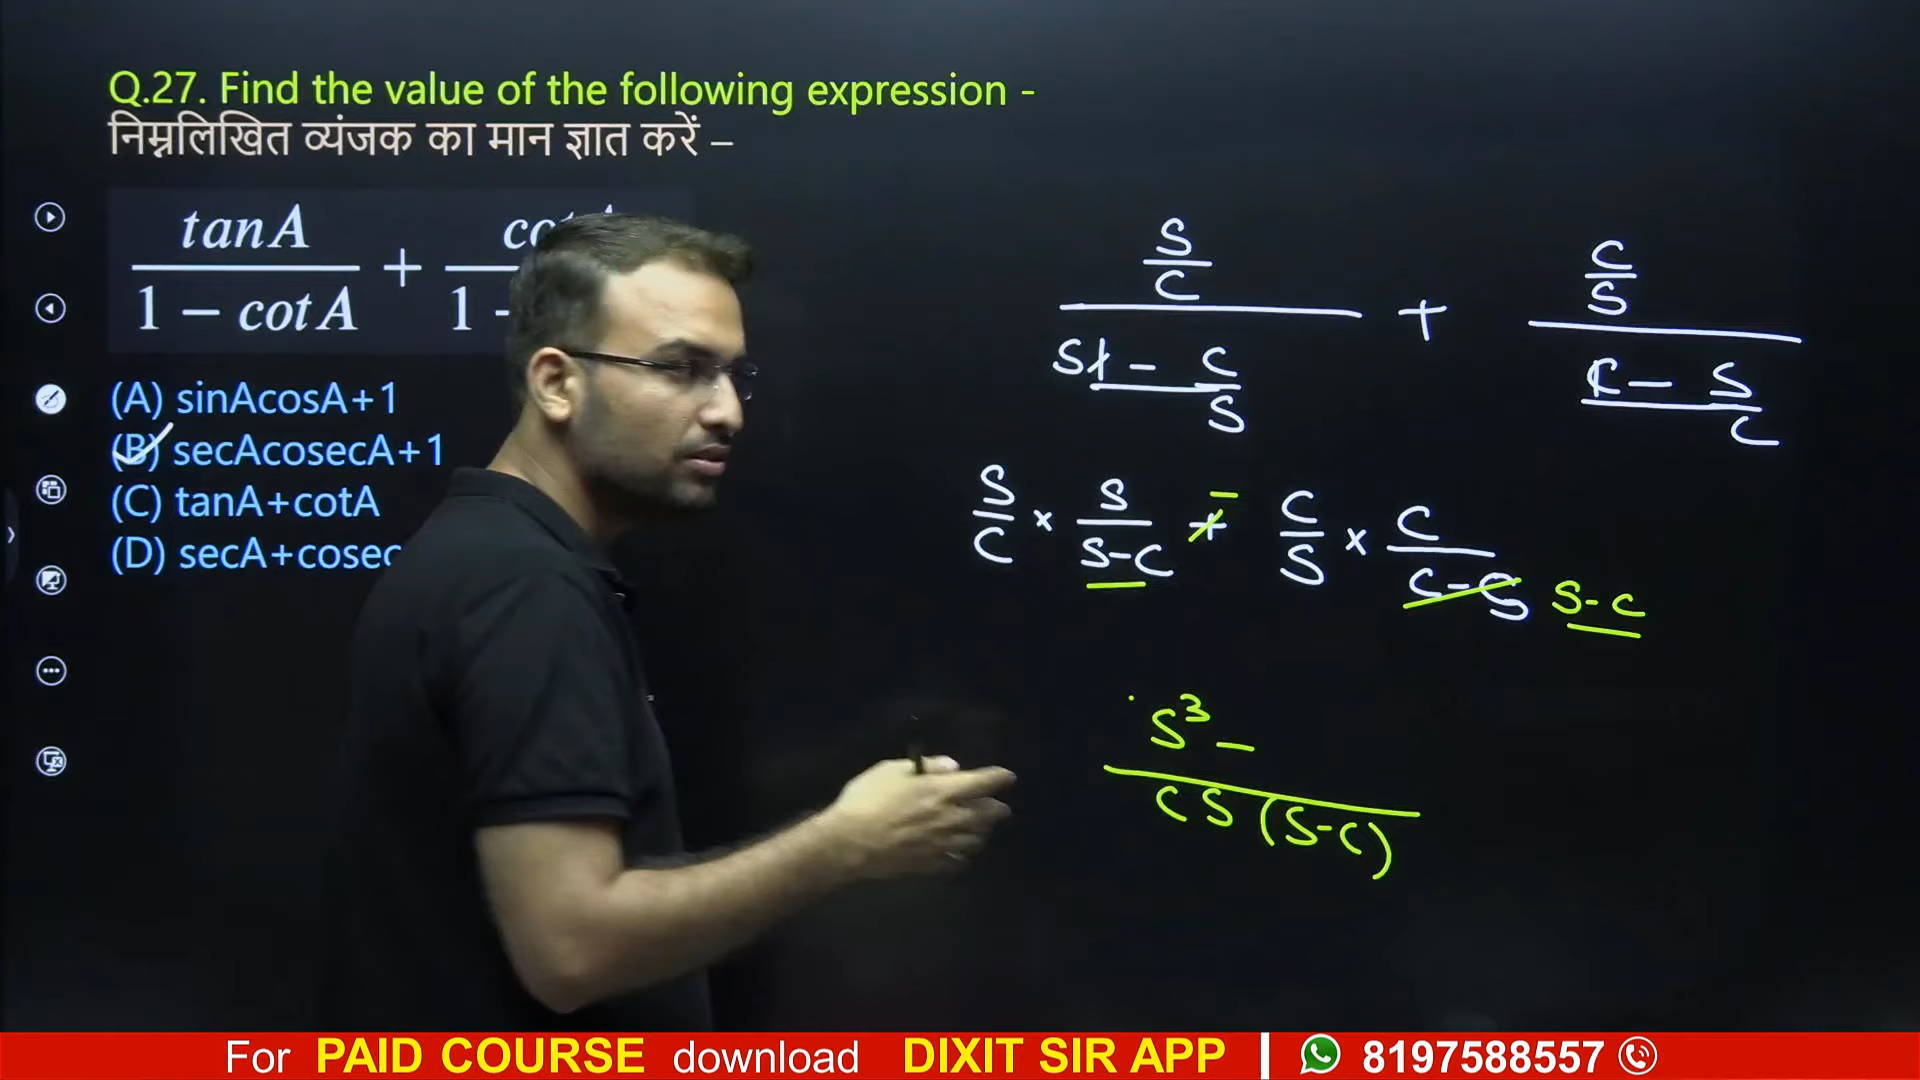 Q.27. Find the value of the following expression -
निम्नलिखित व्यंजक का मान ज्ञात करें –
tanA
1 − cotA
+
1 -
(A) sinAcosA+1
(B) secAcosecA+1
(C) tanA+cotA
(D) secA+cosec
S/C + C/S
S1 - C/S
C - S/C
S/C × S/S-C + - C/S × C/C-S S-C
S³ -
CS (S-C)
For PAID COURSE download DIXIT SIR APP | 8197588557